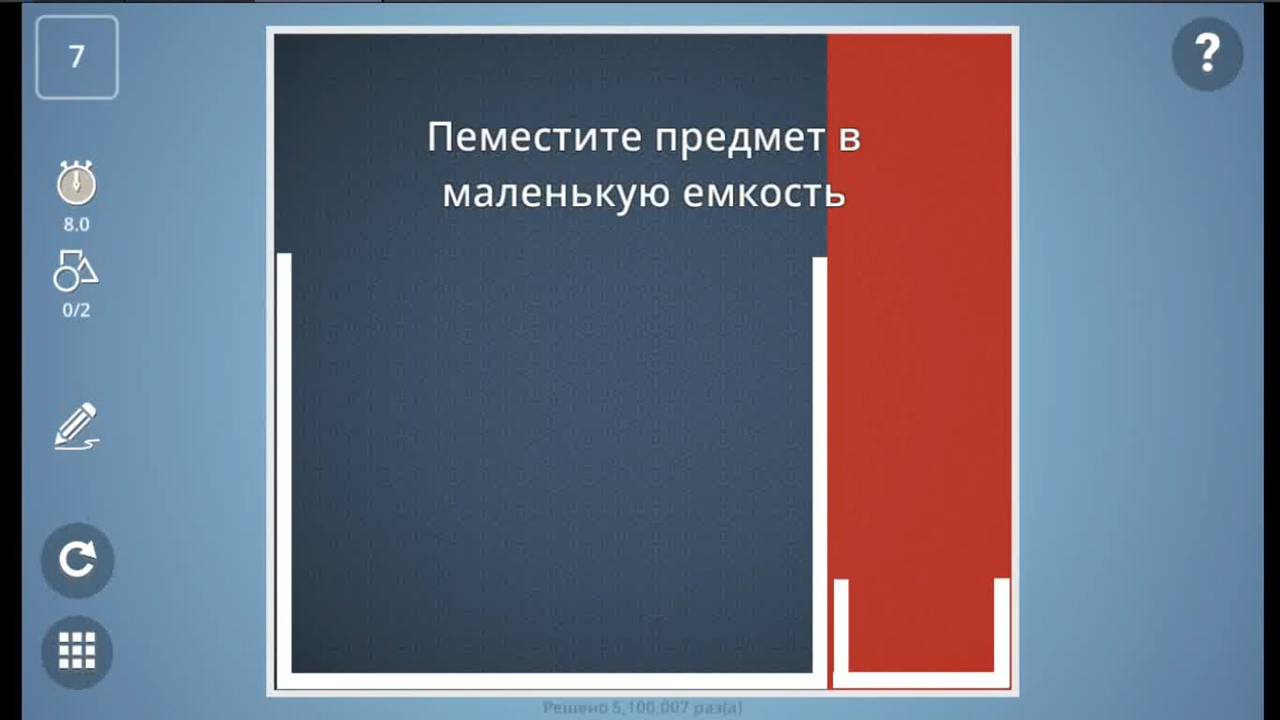 7
?
Пеместите предмет в
маленькую емкость
8.0
0/2
Решено 5,100,007 раз(а)